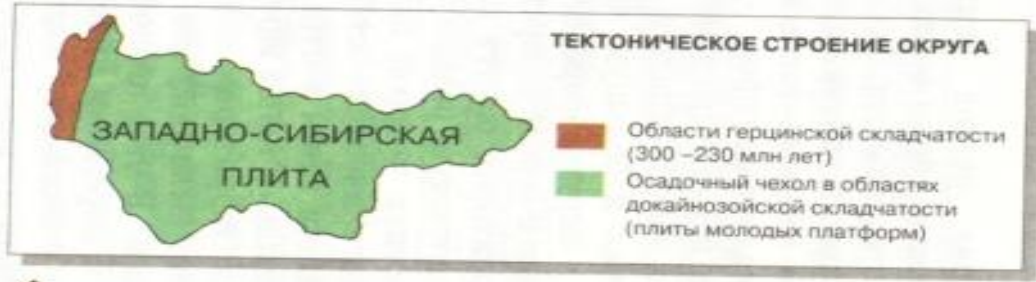 ТЕКТОНИЧЕСКОЕ СТРОЕНИЕ ОКРУГА
ЗАПАДНО-СИБИРСКАЯ
ПЛИТА
Области герцинской складчатости
(300 –230 млн лет)
Осадочный чехол в областях
докайнозойской складчатости
(плиты молодых платформ)